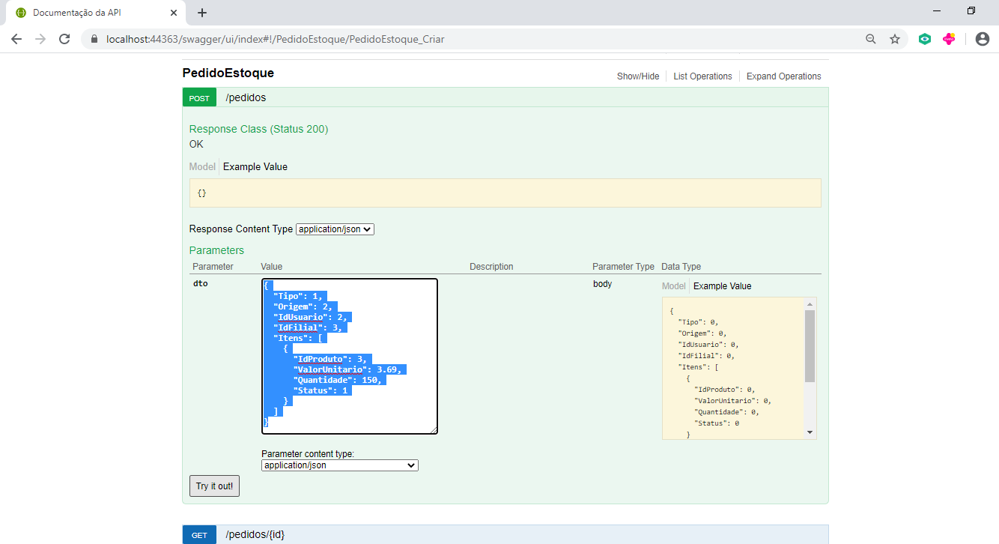 Documentação da API
localhost:44363/swagger/ui/index#!/PedidoEstoque/PedidoEstoque_Criar
PedidoEstoque
Show/Hide List Operations Expand Operations
POST /pedidos
Response Class (Status 200)
OK
Model Example Value
{}
Response Content Type application/json
Parameters
Parameter Value Description Parameter Type Data Type
dto
{
"Tipo": 1,
"Origem": 2,
"IdUsuario": 2,
"IdFilial": 3,
"Itens": [
{
"IdProduto": 3,
"ValorUnitario": 3.69,
"Quantidade": 150,
"Status": 1
}
]
}
Parameter content type:
application/json
body
Model Example Value
{
"Tipo": 0,
"Origem": 0,
"IdUsuario": 0,
"IdFilial": 0,
"Itens": [
{
"IdProduto": 0,
"ValorUnitario": 0,
"Quantidade": 0,
"Status": 0
}
Try it out!
GET /pedidos/{id}